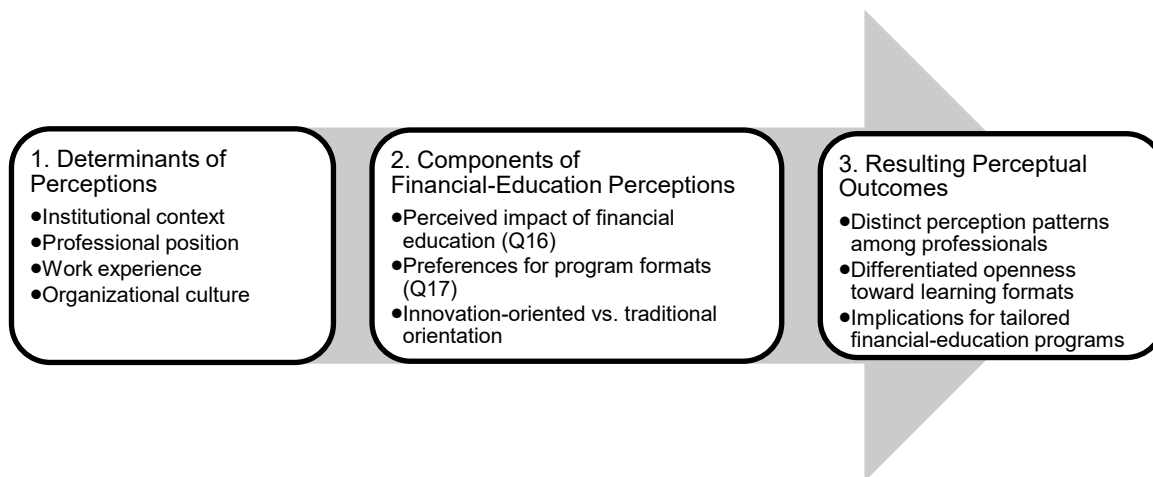 1. Determinants of
Perceptions
●Institutional context
●Professional position
●Work experience
●Organizational culture
2. Components of
Financial-Education Perceptions
●Perceived impact of financial
education (Q16)
●Preferences for program formats
(Q17)
●Innovation-oriented vs. traditional
orientation
3. Resulting Perceptual
Outcomes
●Distinct perception patterns
among professionals
●Differentiated openness
toward learning formats
●Implications for tailored
financial-education programs